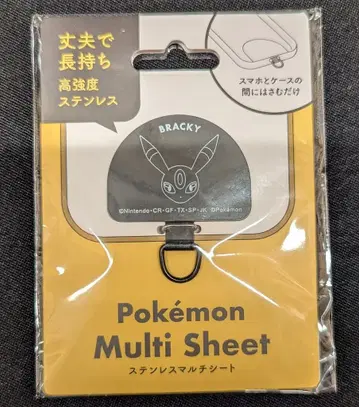 丈夫で
長持ち
高強度
ステンレス
スマホとケースの
間にはさむだけ
BRACKY
©Nintendo・CR・GF・TX・SP・JK ©Pokémon
Pokémon
Multi Sheet
ステンレスマルチシート